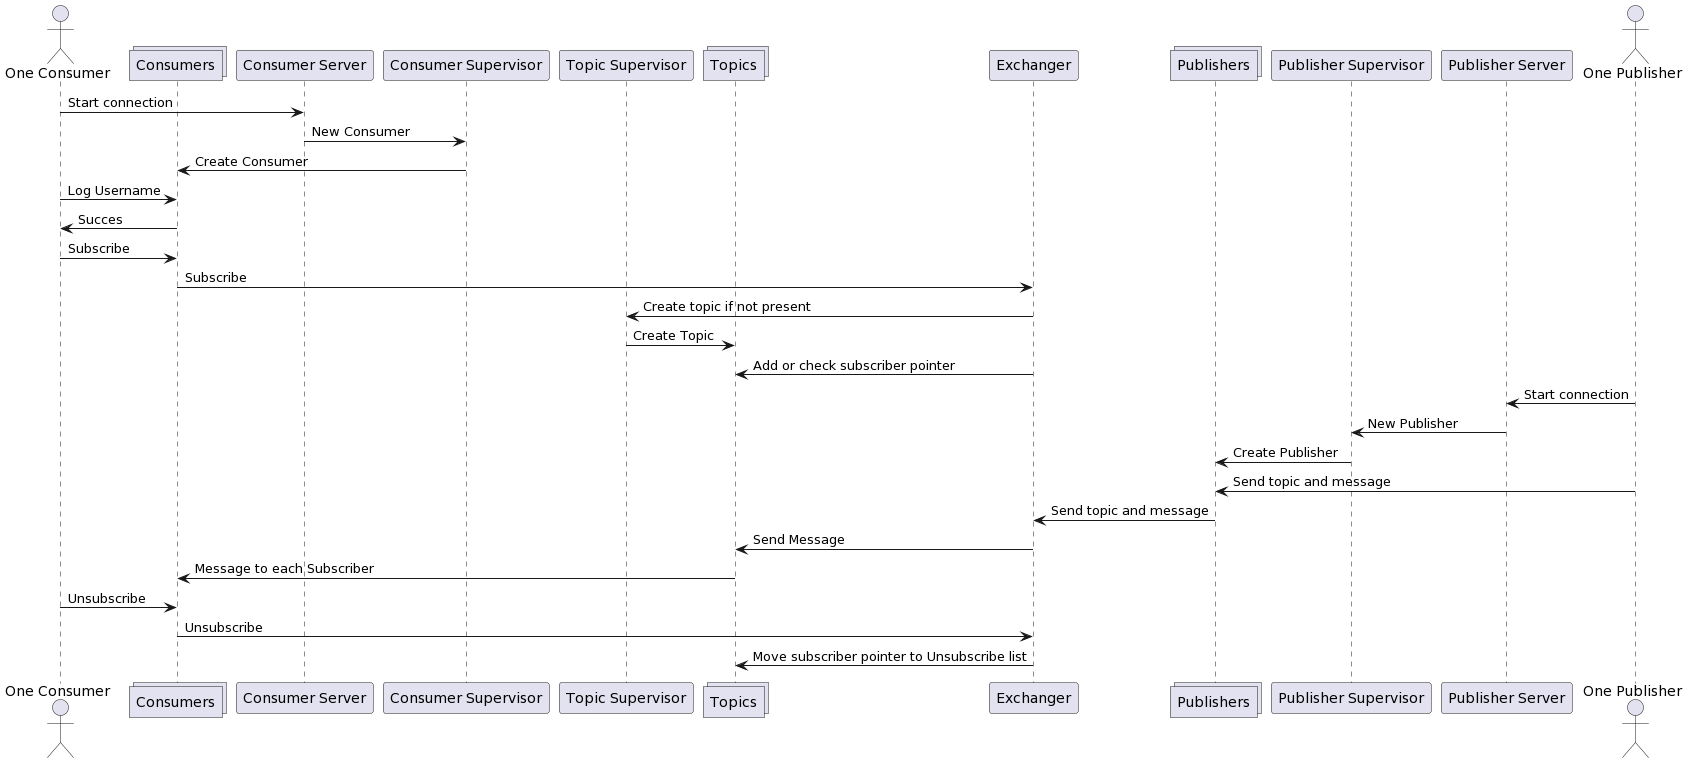 One Consumer
Consumers
Consumer Server
Consumer Supervisor
Topic Supervisor
Topics
Exchanger
Publishers
Publisher Supervisor
Publisher Server
One Publisher
Start connection
New Consumer
Create Consumer
Log Username
Succes
Subscribe
Subscribe
Create topic if not present
Create Topic
Add or check subscriber pointer
Start connection
New Publisher
Create Publisher
Send topic and message
Send topic and message
Send Message
Message to each Subscriber
Unsubscribe
Unsubscribe
Move subscriber pointer to Unsubscribe list
One Consumer
Consumers
Consumer Server
Consumer Supervisor
Topic Supervisor
Topics
Exchanger
Publishers
Publisher Supervisor
Publisher Server
One Publisher